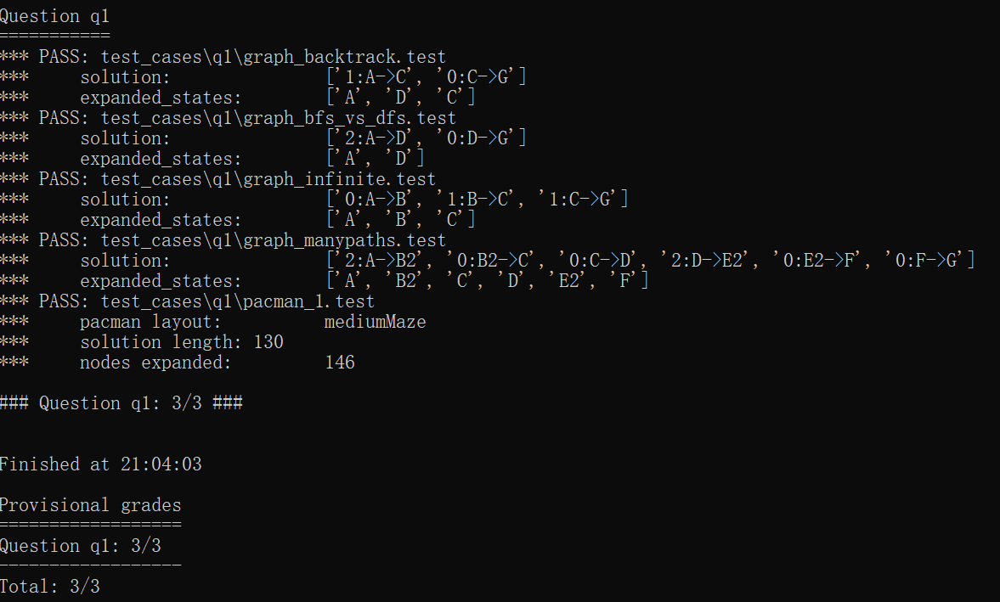 Question q1
===========
*** PASS: test_cases\q1\graph_backtrack.test
***     solution:               ['1:A->C', '0:C->G']
***     expanded_states:        ['A', 'D', 'C']
*** PASS: test_cases\q1\graph_bfs_vs_dfs.test
***     solution:               ['2:A->D', '0:D->G']
***     expanded_states:        ['A', 'D']
*** PASS: test_cases\q1\graph_infinite.test
***     solution:               ['0:A->B', '1:B->C', '1:C->G']
***     expanded_states:        ['A', 'B', 'C']
*** PASS: test_cases\q1\graph_manypaths.test
***     solution:               ['2:A->B2', '0:B2->C', '0:C->D', '2:D->E2', '0:E2->F', '0:F->G']
***     expanded_states:        ['A', 'B2', 'C', 'D', 'E2', 'F']
*** PASS: test_cases\q1\pacman_1.test
***     pacman layout:          mediumMaze
***     solution length: 130
***     nodes expanded:         146
### Question q1: 3/3 ###
Finished at 21:04:03
Provisional grades
==================
Question q1: 3/3
------------------
Total: 3/3